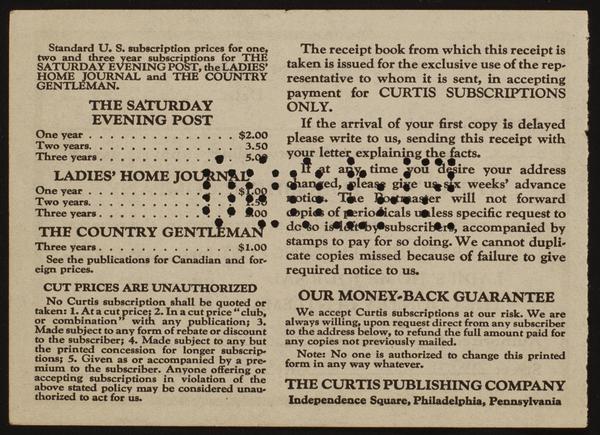 Standard U. S. subscription prices for one,
two and three year subscriptions for THE
SATURDAY EVENING POST, the LADIES'
HOME JOURNAL and THE COUNTRY
GENTLEMAN.
THE SATURDAY
EVENING POST
One year . . . . . . . . . . . . . $2.00
Two years. . . . . . . . . . . . . 3.50
Three years . . . . . . . . . . . . 5.00
LADIES' HOME JOURNAL
One year . . . . . . . . . . . . . $1.00
Two years. . . . . . . . . . . . . 1.50
Three years . . . . . . . . . . . . 2.00
THE COUNTRY GENTLEMAN
Three years . . . . . . . . . . . . $1.00
See the publications for Canadian and for-
eign prices.
CUT PRICES ARE UNAUTHORIZED
No Curtis subscription shall be quoted or
taken: 1. At a cut price; 2. In a cut price "club,
or combination" with any publication; 3.
Made subject to any form of rebate or discount
to the subscriber; 4. Made subject to any but
the printed concession for longer subscrip-
tions; 5. Given as or accompanied by a pre-
mium to the subscriber. Anyone offering or
accepting subscriptions in violation of the
above stated policy may be considered unau-
thorized to act for us.
The receipt book from which this receipt is
taken is issued for the exclusive use of the rep-
resentative to whom it is sent, in accepting
payment for CURTIS SUBSCRIPTIONS
ONLY.
If the arrival of your first copy is delayed
please write to us, sending this receipt with
your letter explaining the facts.
If at any time you desire your address
changed, please give us six weeks' advance
notice. The Postmaster will not forward
copies of periodicals unless specific request to
do so is left by subscribers, accompanied by
stamps to pay for so doing. We cannot dupli-
cate copies missed because of failure to give
required notice to us.
OUR MONEY-BACK GUARANTEE
We accept Curtis subscriptions at our risk. We are
always willing, upon request direct from any subscriber
to the address below, to refund the full amount paid for
any copies not previously mailed.
Note: No one is authorized to change this printed
form in any way whatever.
THE CURTIS PUBLISHING COMPANY
Independence Square, Philadelphia, Pennsylvania